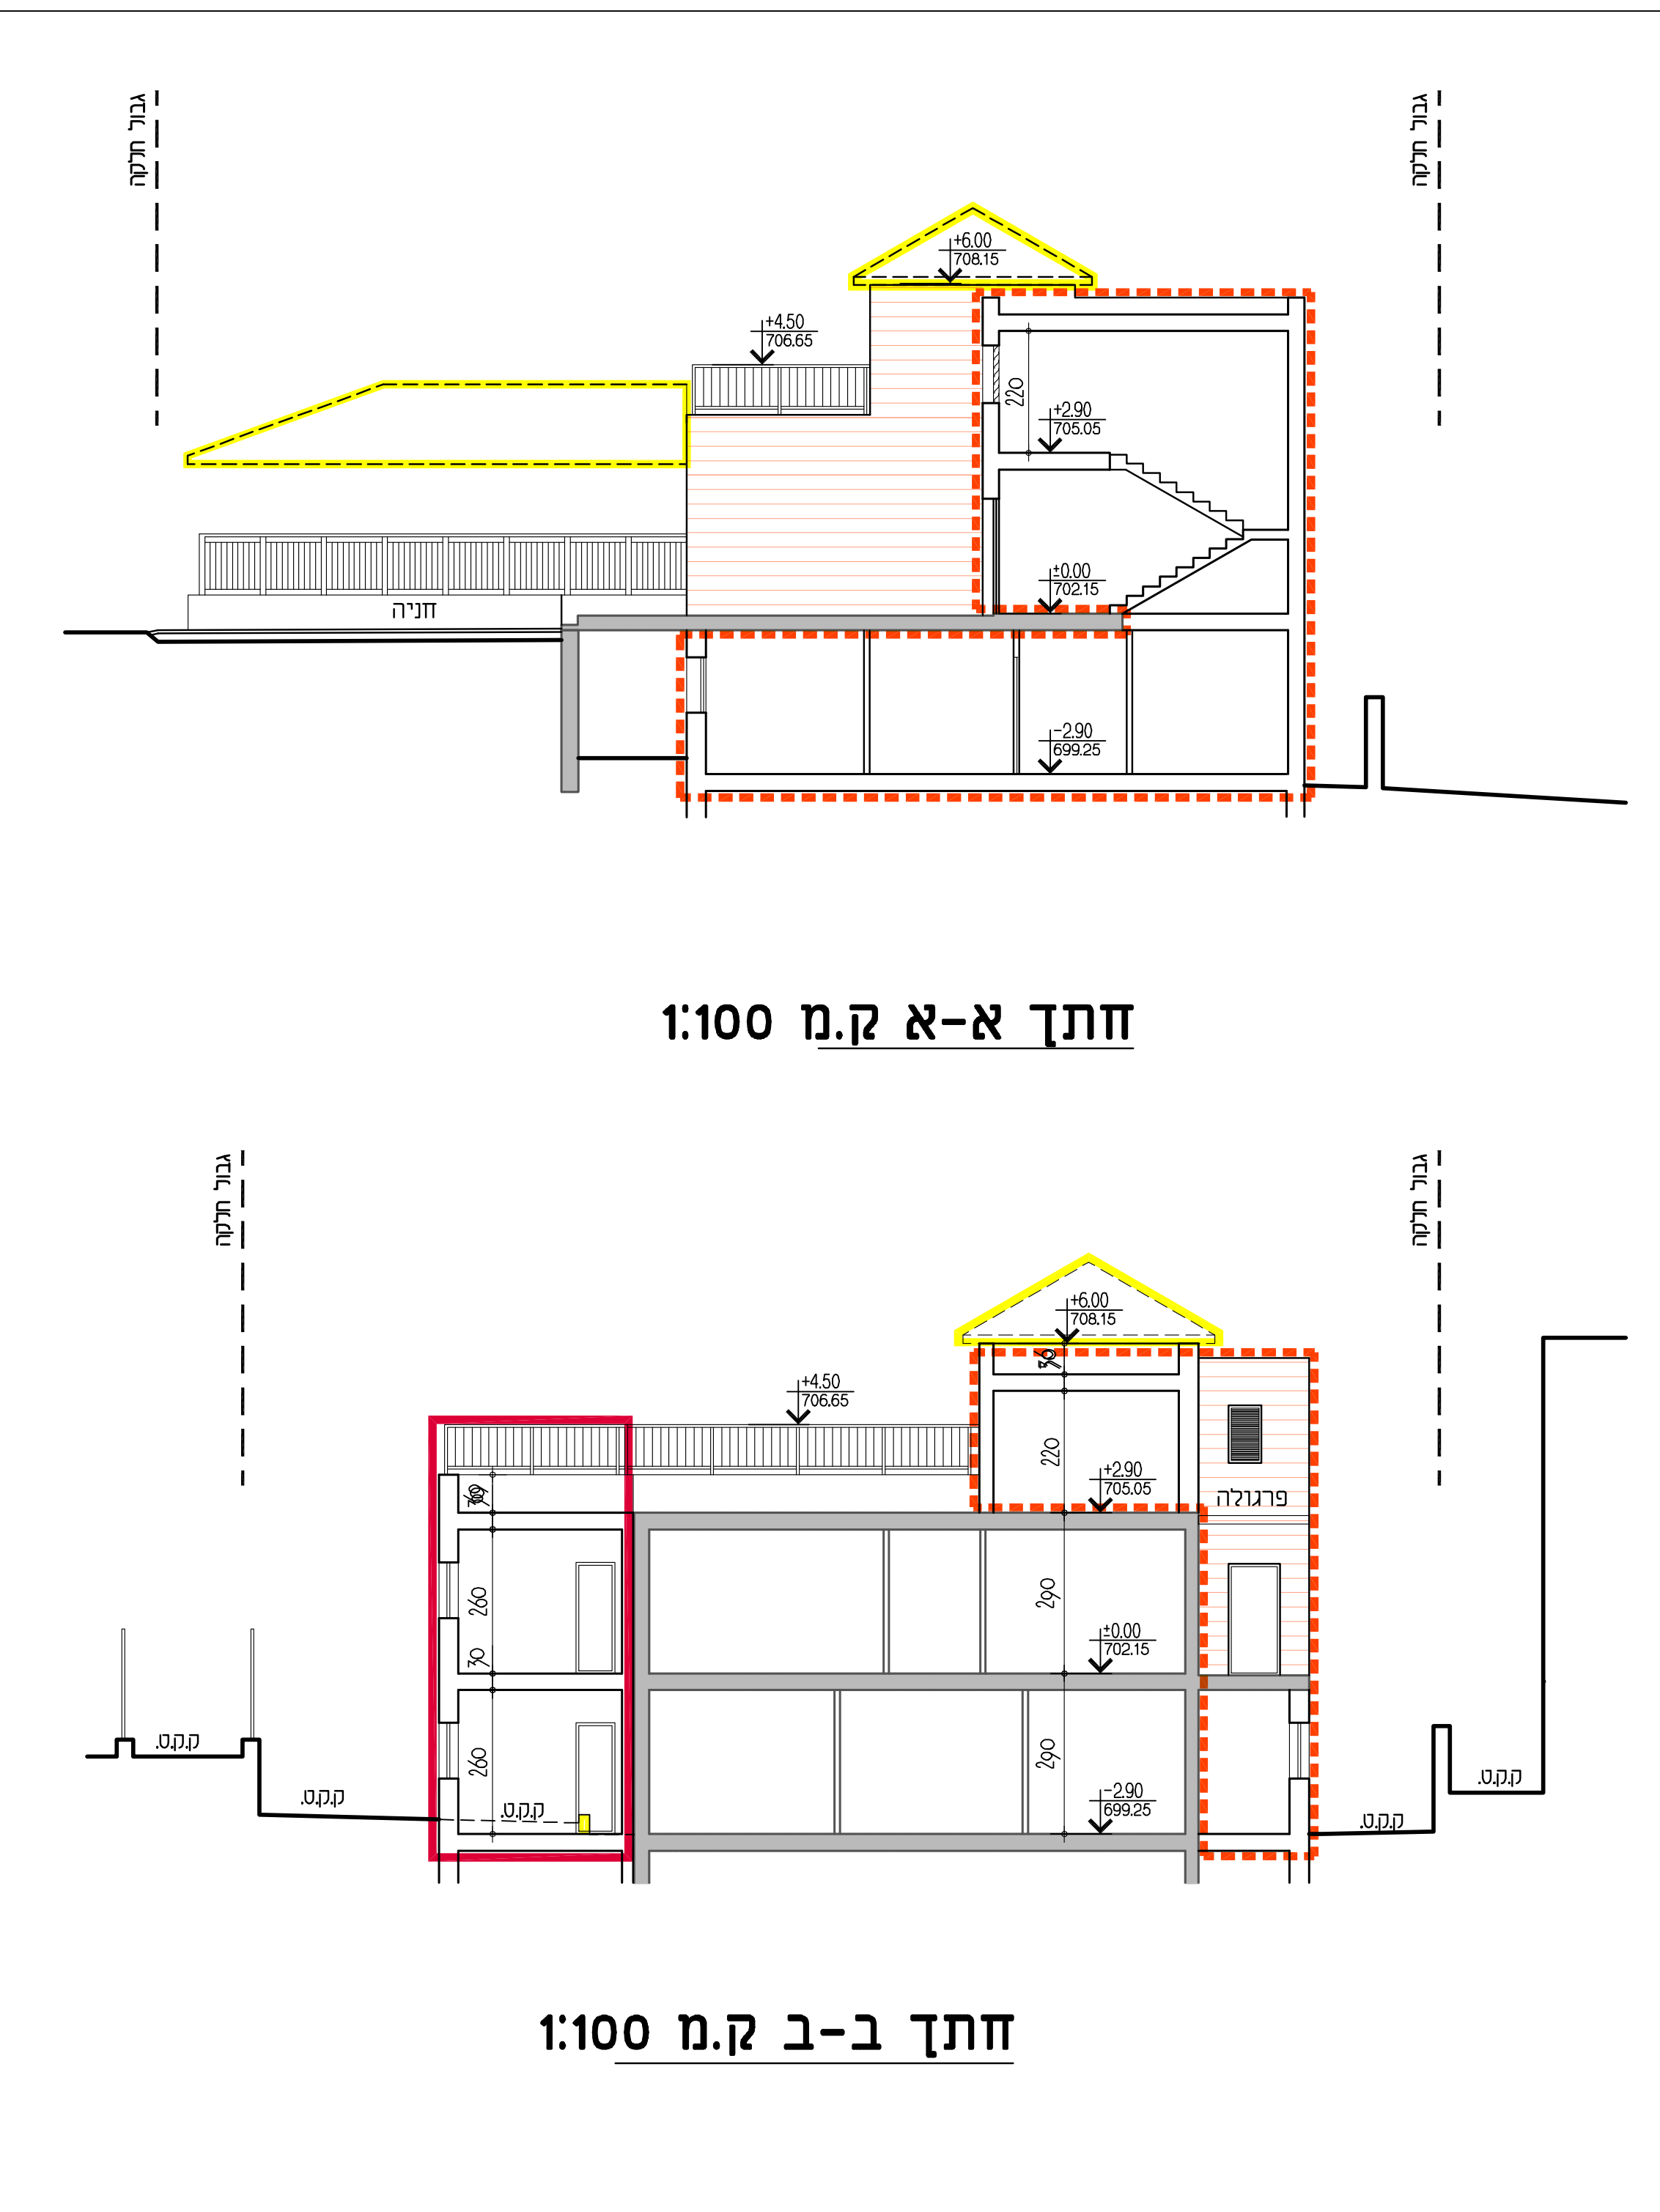 גבול חלקה
גבול חלקה
+6.00
708.15
+4.50
706.65
220
+2.90
705.05
±0.00
702.15
חניה
-2.90
699.25
חתך א-א ק.מ 1:100
גבול חלקה
גבול חלקה
+6.00
708.15
+4.50
706.65
220
+2.90
705.05
פרגולה
260
290
30
±0.00
702.15
ק.ק.ט.
260
290
ק.ק.ט.
ק.ק.ט.
ק.ק.ט.
-2.90
699.25
ק.ק.ט.
חתך ב-ב ק.מ 1:100